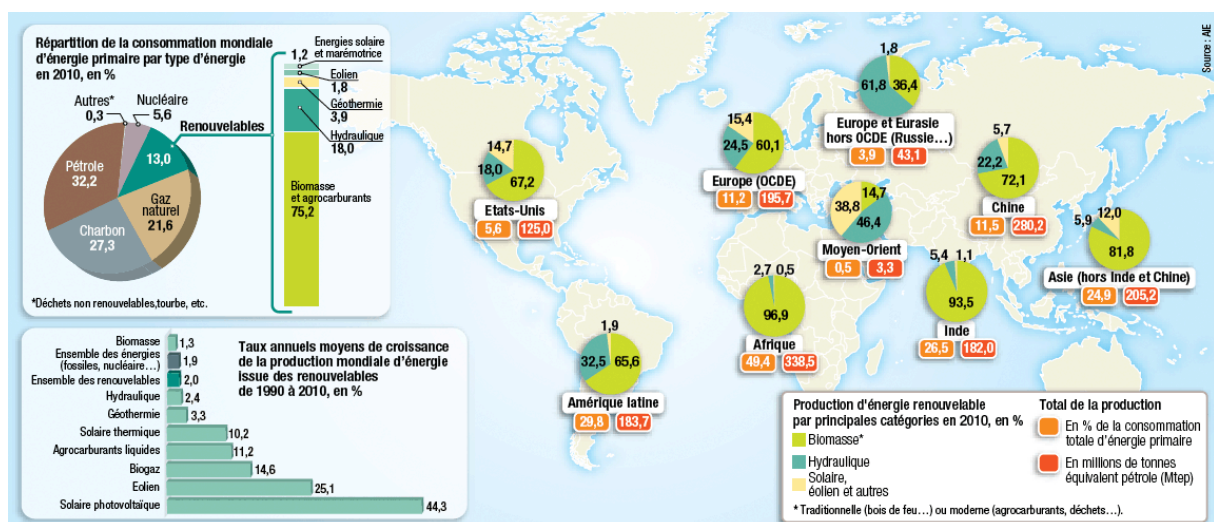 Répartition de la consommation mondiale
d'énergie primaire par type d'énergie
en 2010, en %
Autres*
0,3
Nucléaire
5,6
Renouvelables
13,0
Pétrole
32,2
Gaz
naturel
21,6
Charbon
27,3
*Déchets non renouvelables,tourbe, etc.
1,2
Energies solaire
et marémotrice
Eolien
1,8
Géothermie
3,9
Hydraulique
18,0
Biomasse
et agrocarburants
75,2
Taux annuels moyens de croissance
de la production mondiale d'énergie
issue des renouvelables
de 1990 à 2010, en %
Biomasse 1,3
Ensemble des énergies
(fossiles, nucléaire...) 1,9
Ensemble des renouvelables 2,0
Hydraulique 2,4
Géothermie 3,3
Solaire thermique 10,2
Agrocarburants liquides 11,2
Biogaz 14,6
Eolien 25,1
Solaire photovoltaïque 44,3
14,7
18,0
67,2
Etats-Unis
5,6 125,0
1,9
32,5 65,6
Amérique latine
29,8 183,7
15,4
24,5 60,1
Europe (OCDE)
11,2 195,7
1,8
61,8 36,4
Europe et Eurasie
hors OCDE (Russie...)
3,9 43,1
14,7
38,8
46,4
Moyen-Orient
0,5 3,3
2,7 0,5
96,9
Afrique
49,4 338,5
5,7
22,2
72,1
Chine
11,5 280,2
5,4 1,1
93,5
Inde
26,5 182,0
5,9 12,0
81,8
Asie (hors Inde et Chine)
24,9 205,2
Production d'énergie renouvelable
par principales catégories en 2010, en %
Biomasse*
Hydraulique
Solaire,
éolien et autres
Total de la production
En % de la consommation
totale d'énergie primaire
En millions de tonnes
équivalent pétrole (Mtep)
* Traditionnelle (bois de feu...) ou moderne (agrocarburants, déchets...).
Source : AIE